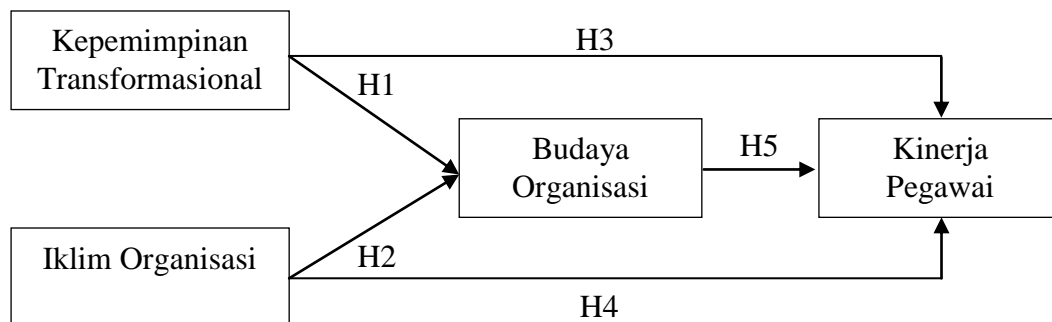 Kepemimpinan
Transformasional
H3
H1
Budaya
Organisasi
H5
Kinerja
Pegawai
Iklim Organisasi
H2
H4